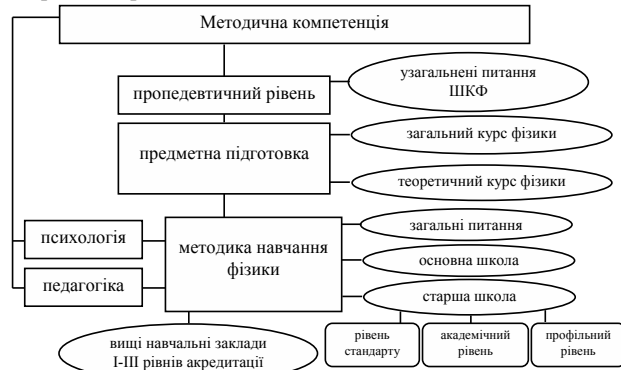 Методична компетенція
пропедевтичний рівень
узагальнені питання
ШКФ
предметна підготовка
загальний курс фізики
теоретичний курс фізики
психологія
педагогіка
методика навчання
фізики
загальні питання
основна школа
старша школа
рівень
стандарту
академічний
рівень
профільний
рівень
вищі навчальні заклади
І-ІІІ рівнів акредитації